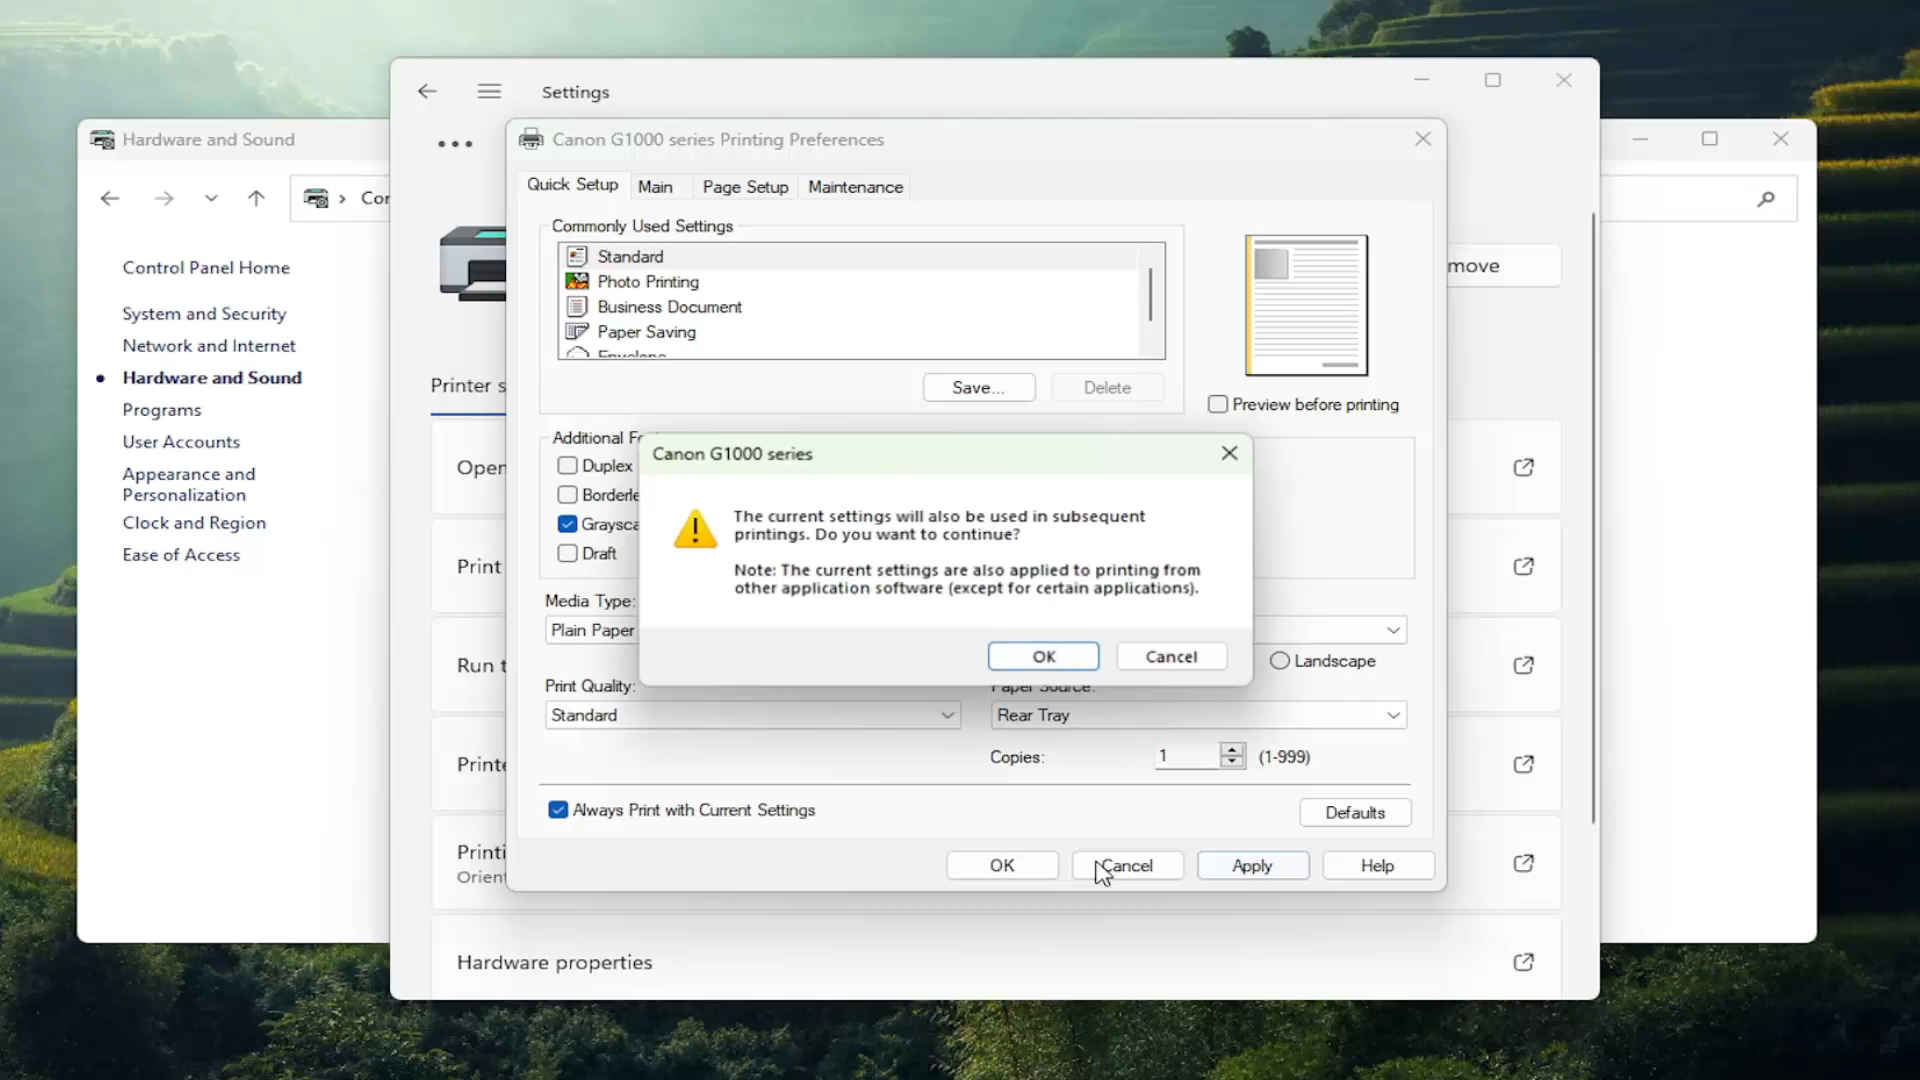 Settings
Hardware and Sound
Canon G1000 series Printing Preferences
Quick Setup
Main
Page Setup
Maintenance
Control Panel Home
System and Security
Network and Internet
Hardware and Sound
Programs
User Accounts
Appearance and
Personalization
Clock and Region
Ease of Access
Commonly Used Settings
Standard
Photo Printing
Business Document
Paper Saving
Envelope
Save...
Delete
Preview before printing
Duplex
Draft
Canon G1000 series
The current settings will also be used in subsequent
printings. Do you want to continue?
Note: The current settings are also applied to printing from
other application software (except for certain applications).
OK
Cancel
Media Type:
Plain Paper
Landscape
Print Quality:
Paper Source:
Standard
Rear Tray
Copies:
1
(1-999)
Always Print with Current Settings
Defaults
OK
Cancel
Apply
Help
Printer
Open
Print
Run
Hardware properties